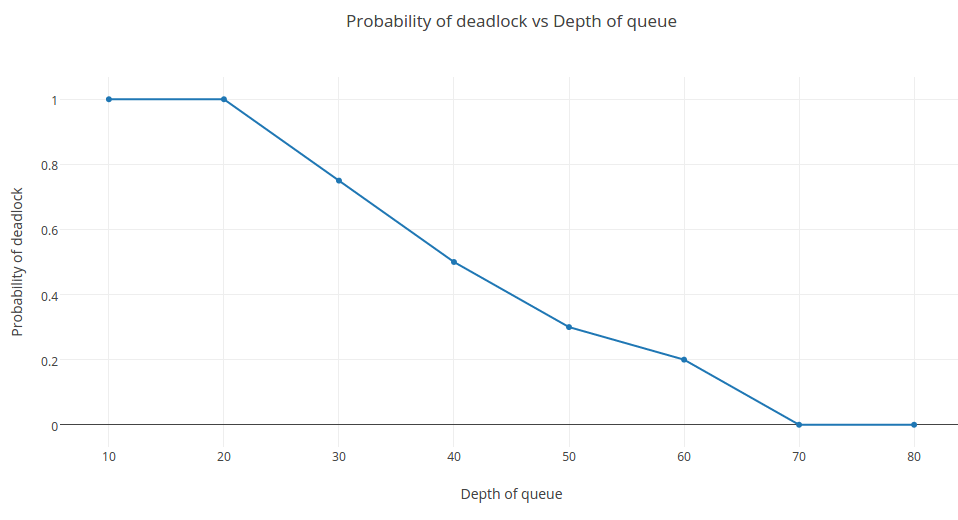 Probability of deadlock vs Depth of queue
Probability of deadlock
1
0.8
0.6
0.4
0.2
0
10 20 30 40 50 60 70 80
Depth of queue